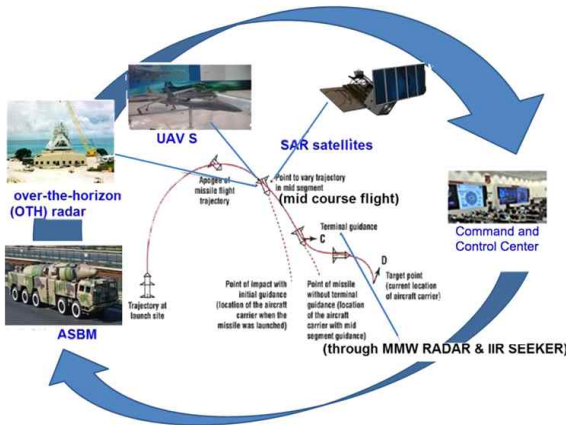 UAV S
SAR satellites
over-the-horizon
(OTH) radar
Apogee of
missile flight
trajectory
Point to vary trajectory
in mid segment
(mid course flight)
Command and
Control Center
Terminal guidance
C
D
Target point
(current location
of aircraft carrier)
Trajectory at
launch site
Point of impact with
initial guidance
(location of the aircraft
carrier when the
missile was launched)
Point of missile
without terminal
guidance (location
of the aircraft
carrier with mid
segment guidance)
ASBM
(through MMW RADAR & IIR SEEKER)